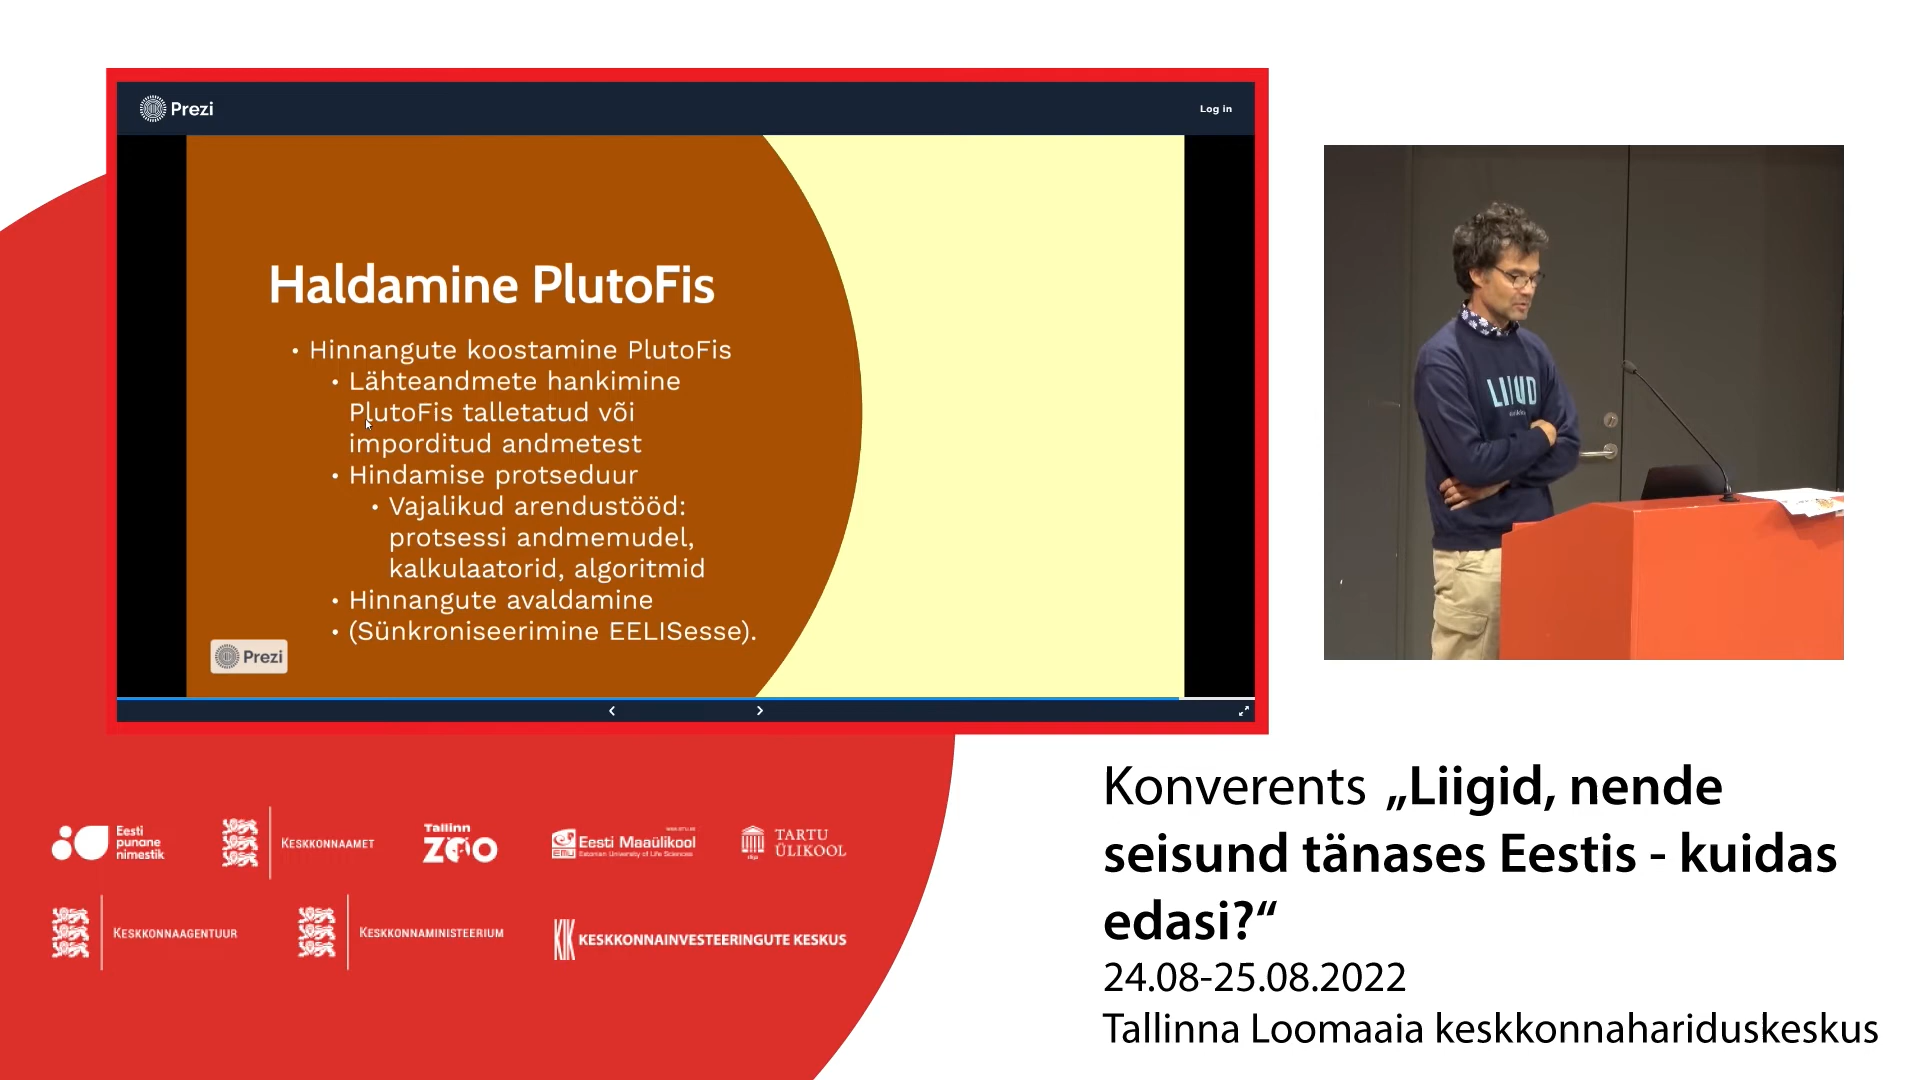 Prezi
Log in
Haldamine PlutoFis
• Hinnangute koostamine PlutoFis
• Lähteandmete hankimine
PlutoFis talletatud või
imporditud andmetest
• Hindamise protseduur
• Vajalikud arendustööd:
protsessi andmemudel,
kalkulaatorid, algoritmid
• Hinnangute avaldamine
• (Sünkroniseerimine EELISesse).
Prezi
Konverents „Liigid, nende
seisund tänases Eestis - kuidas
edasi?“
24.08-25.08.2022
Tallinna Loomaaia keskkonnahariduskeskus
Eesti
punane
nimestik
KESKKONNAAMET
Tallinn
ZOO
EMÜ
Eesti Maaülikool
Estonian University of Life Sciences
TARTU
ÜLIKOOL
KESKKONNAAGENTUUR
KESKKONNAMINISTEERIUM
KIK KESKKONNAINVESTEERINGUTE KESKUS